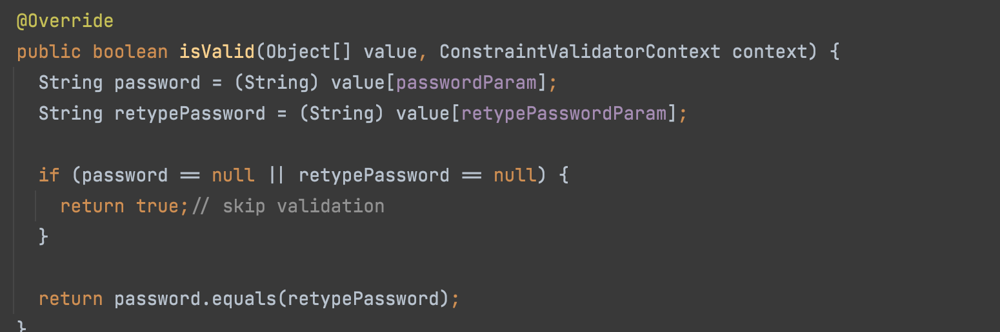 @Override
public boolean isValid(Object[] value, ConstraintValidatorContext context) {
String password = (String) value[passwordParam];
String retypePassword = (String) value[retypePasswordParam];
if (password == null || retypePassword == null) {
return true;// skip validation
}
return password.equals(retypePassword);
}